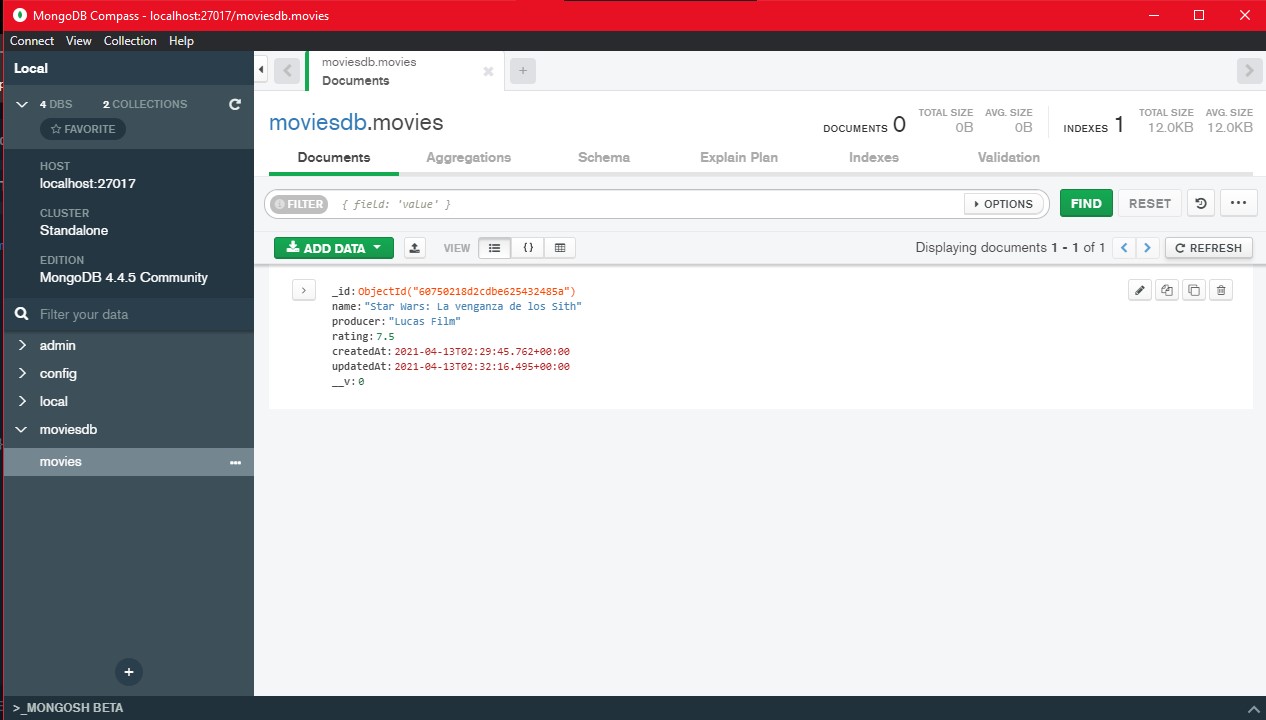 MongoDB Compass - localhost:27017/moviesdb.movies
Connect View Collection Help
Local
4 DBS 2 COLLECTIONS
FAVORITE
HOST
localhost:27017
CLUSTER
Standalone
EDITION
MongoDB 4.4.5 Community
Filter your data
admin
config
local
moviesdb
movies
moviesdb.movies
Documents
moviesdb.movies
DOCUMENTS 0 TOTAL SIZE 0B AVG. SIZE 0B INDEXES 1 TOTAL SIZE 12.0KB AVG. SIZE 12.0KB
Documents Aggregations Schema Explain Plan Indexes Validation
FILTER { field: 'value' } OPTIONS FIND RESET
ADD DATA VIEW { } Displaying documents 1 - 1 of 1 REFRESH
_id: ObjectId("60750218d2cdbe625432485a")
name: "Star Wars: La venganza de los Sith"
producer: "Lucas Film"
rating: 7.5
createdAt: 2021-04-13T02:29:45.762+00:00
updatedAt: 2021-04-13T02:32:16.495+00:00
__v: 0
>_MONGOSH BETA